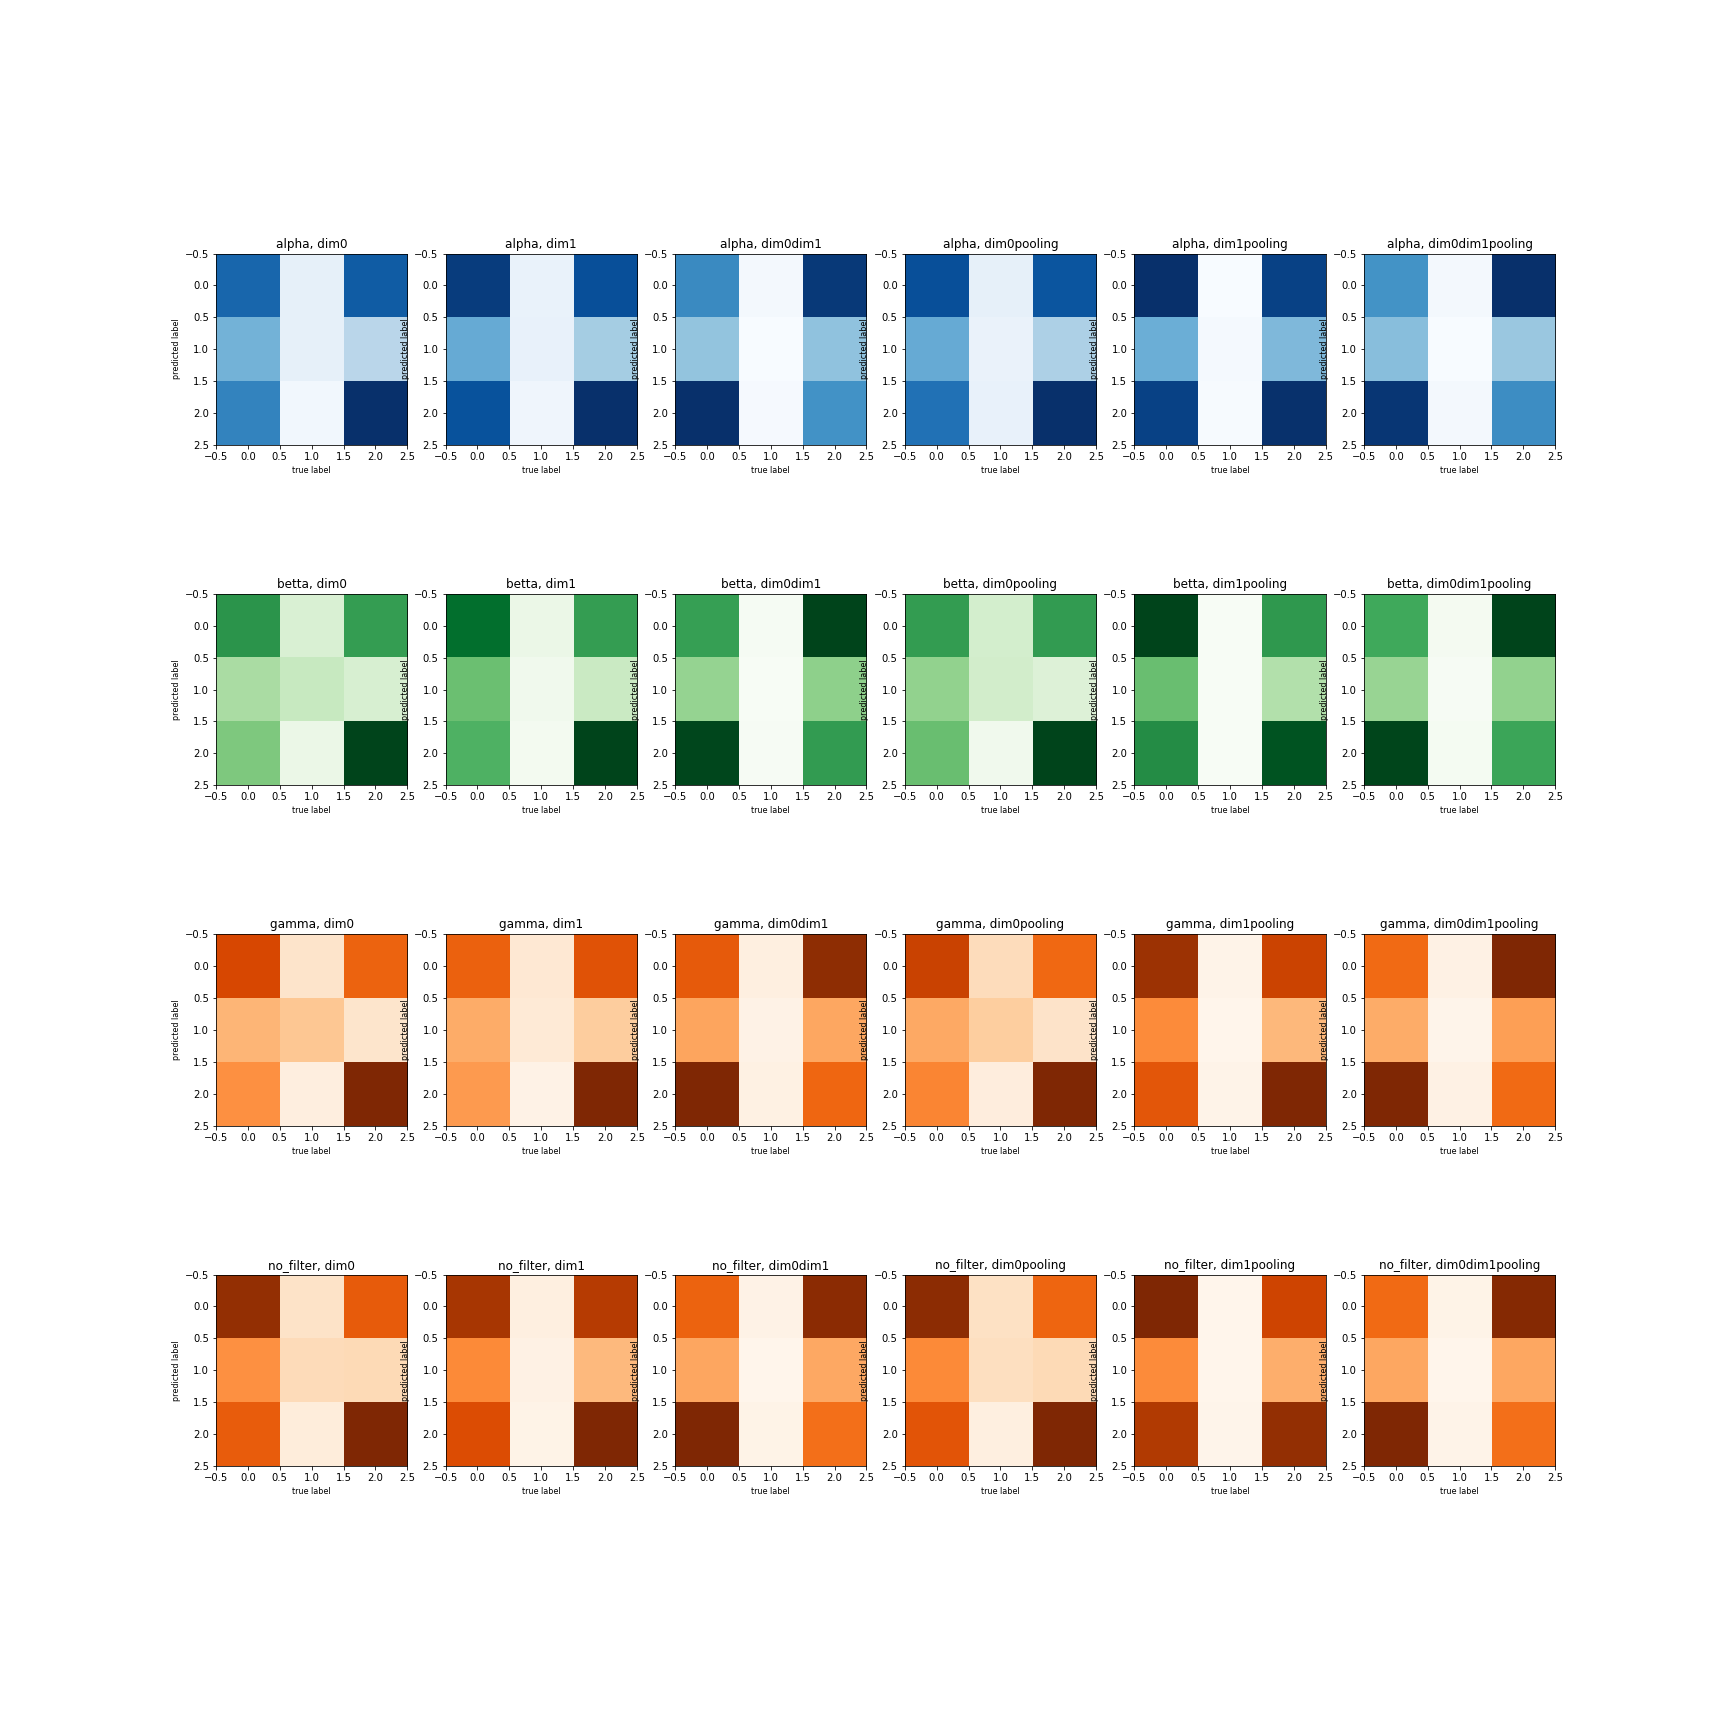 alpha, dim0 alpha, dim1 alpha, dim0dim1 alpha, dim0pooling alpha, dim1pooling alpha, dim0dim1pooling
−0.5 −0.5 −0.5 −0.5 −0.5 −0.5
0.0 0.0 0.0 0.0 0.0 0.0
0.5 0.5 0.5 0.5 0.5 0.5
predicted label predicted label predicted label predicted label predicted label predicted label
1.0 1.0 1.0 1.0 1.0 1.0
1.5 1.5 1.5 1.5 1.5 1.5
2.0 2.0 2.0 2.0 2.0 2.0
2.5 2.5 2.5 2.5 2.5 2.5
−0.5 0.0 0.5 1.0 1.5 2.0 2.5 −0.5 0.0 0.5 1.0 1.5 2.0 2.5 −0.5 0.0 0.5 1.0 1.5 2.0 2.5 −0.5 0.0 0.5 1.0 1.5 2.0 2.5 −0.5 0.0 0.5 1.0 1.5 2.0 2.5 −0.5 0.0 0.5 1.0 1.5 2.0 2.5
true label true label true label true label true label true label
betta, dim0 betta, dim1 betta, dim0dim1 betta, dim0pooling betta, dim1pooling betta, dim0dim1pooling
−0.5 −0.5 −0.5 −0.5 −0.5 −0.5
0.0 0.0 0.0 0.0 0.0 0.0
0.5 0.5 0.5 0.5 0.5 0.5
predicted label predicted label predicted label predicted label predicted label predicted label
1.0 1.0 1.0 1.0 1.0 1.0
1.5 1.5 1.5 1.5 1.5 1.5
2.0 2.0 2.0 2.0 2.0 2.0
2.5 2.5 2.5 2.5 2.5 2.5
−0.5 0.0 0.5 1.0 1.5 2.0 2.5 −0.5 0.0 0.5 1.0 1.5 2.0 2.5 −0.5 0.0 0.5 1.0 1.5 2.0 2.5 −0.5 0.0 0.5 1.0 1.5 2.0 2.5 −0.5 0.0 0.5 1.0 1.5 2.0 2.5 −0.5 0.0 0.5 1.0 1.5 2.0 2.5
true label true label true label true label true label true label
gamma, dim0 gamma, dim1 gamma, dim0dim1 gamma, dim0pooling gamma, dim1pooling gamma, dim0dim1pooling
−0.5 −0.5 −0.5 −0.5 −0.5 −0.5
0.0 0.0 0.0 0.0 0.0 0.0
0.5 0.5 0.5 0.5 0.5 0.5
predicted label predicted label predicted label predicted label predicted label predicted label
1.0 1.0 1.0 1.0 1.0 1.0
1.5 1.5 1.5 1.5 1.5 1.5
2.0 2.0 2.0 2.0 2.0 2.0
2.5 2.5 2.5 2.5 2.5 2.5
−0.5 0.0 0.5 1.0 1.5 2.0 2.5 −0.5 0.0 0.5 1.0 1.5 2.0 2.5 −0.5 0.0 0.5 1.0 1.5 2.0 2.5 −0.5 0.0 0.5 1.0 1.5 2.0 2.5 −0.5 0.0 0.5 1.0 1.5 2.0 2.5 −0.5 0.0 0.5 1.0 1.5 2.0 2.5
true label true label true label true label true label true label
no_filter, dim0 no_filter, dim1 no_filter, dim0dim1 no_filter, dim0pooling no_filter, dim1pooling no_filter, dim0dim1pooling
−0.5 −0.5 −0.5 −0.5 −0.5 −0.5
0.0 0.0 0.0 0.0 0.0 0.0
0.5 0.5 0.5 0.5 0.5 0.5
predicted label predicted label predicted label predicted label predicted label predicted label
1.0 1.0 1.0 1.0 1.0 1.0
1.5 1.5 1.5 1.5 1.5 1.5
2.0 2.0 2.0 2.0 2.0 2.0
2.5 2.5 2.5 2.5 2.5 2.5
−0.5 0.0 0.5 1.0 1.5 2.0 2.5 −0.5 0.0 0.5 1.0 1.5 2.0 2.5 −0.5 0.0 0.5 1.0 1.5 2.0 2.5 −0.5 0.0 0.5 1.0 1.5 2.0 2.5 −0.5 0.0 0.5 1.0 1.5 2.0 2.5 −0.5 0.0 0.5 1.0 1.5 2.0 2.5
true label true label true label true label true label true label